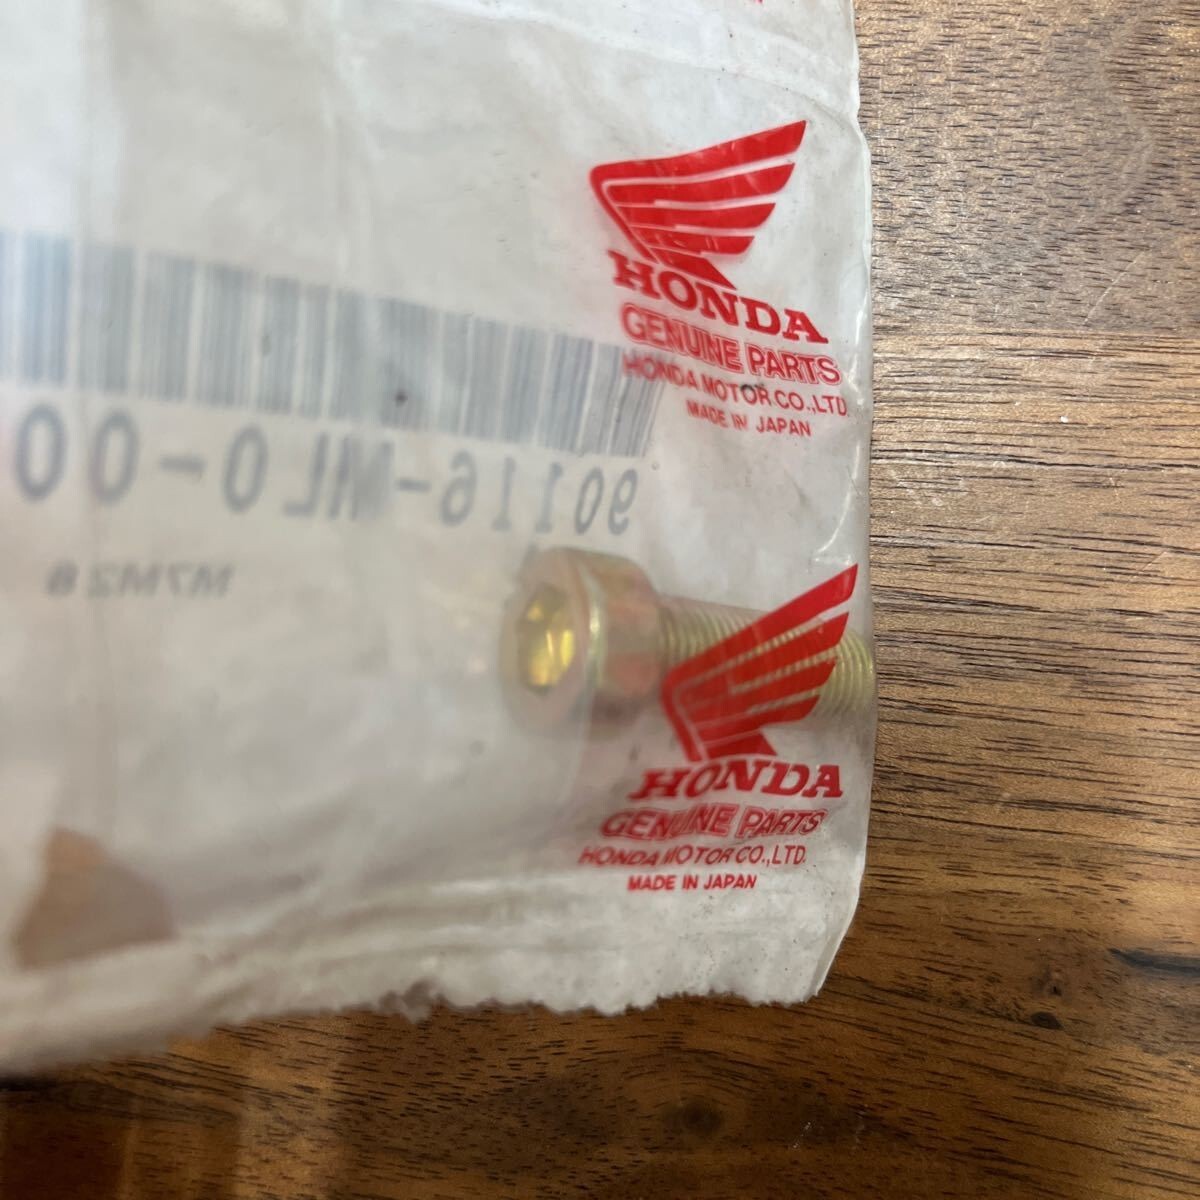 HONDA
GENUINE PARTS
HONDA MOTOR CO.,LTD.
MADE IN JAPAN
90116-ML0-00
HONDA
GENUINE PARTS
HONDA MOTOR CO.,LTD.
MADE IN JAPAN